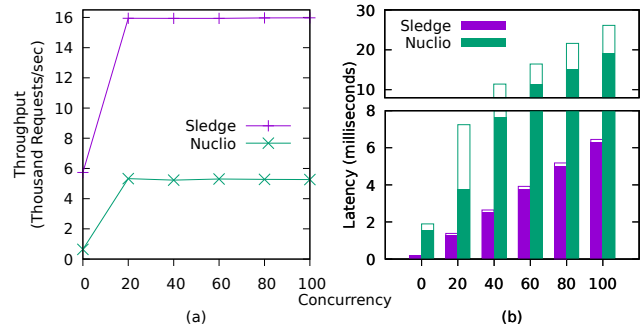 16
14
12
10
8
6
4
2
0
Throughput
(Thousand Requests/sec)
Sledge
Nuclio
0 20 40 60 80 100
(a)
Concurrency
30
20
10
8
6
4
2
0
Latency (milliseconds)
Sledge
Nuclio
0 20 40 60 80 100
(b)